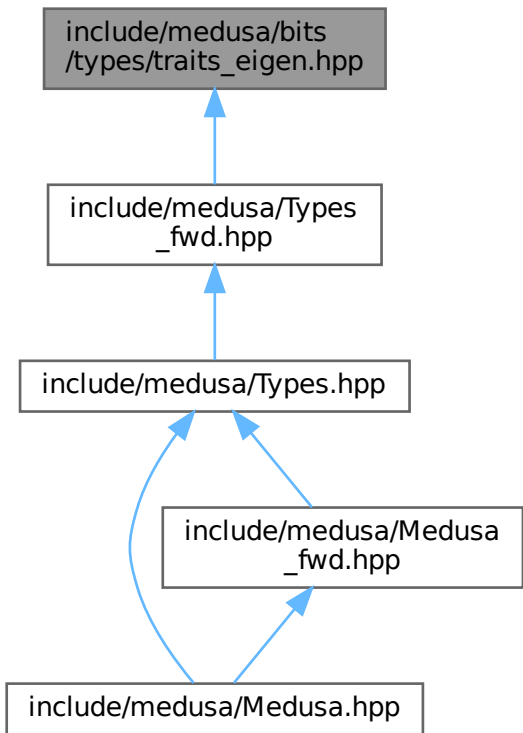 include/medusa/bits
/types/traits_eigen.hpp
include/medusa/Types
_fwd.hpp
include/medusa/Types.hpp
include/medusa/Medusa
_fwd.hpp
include/medusa/Medusa.hpp